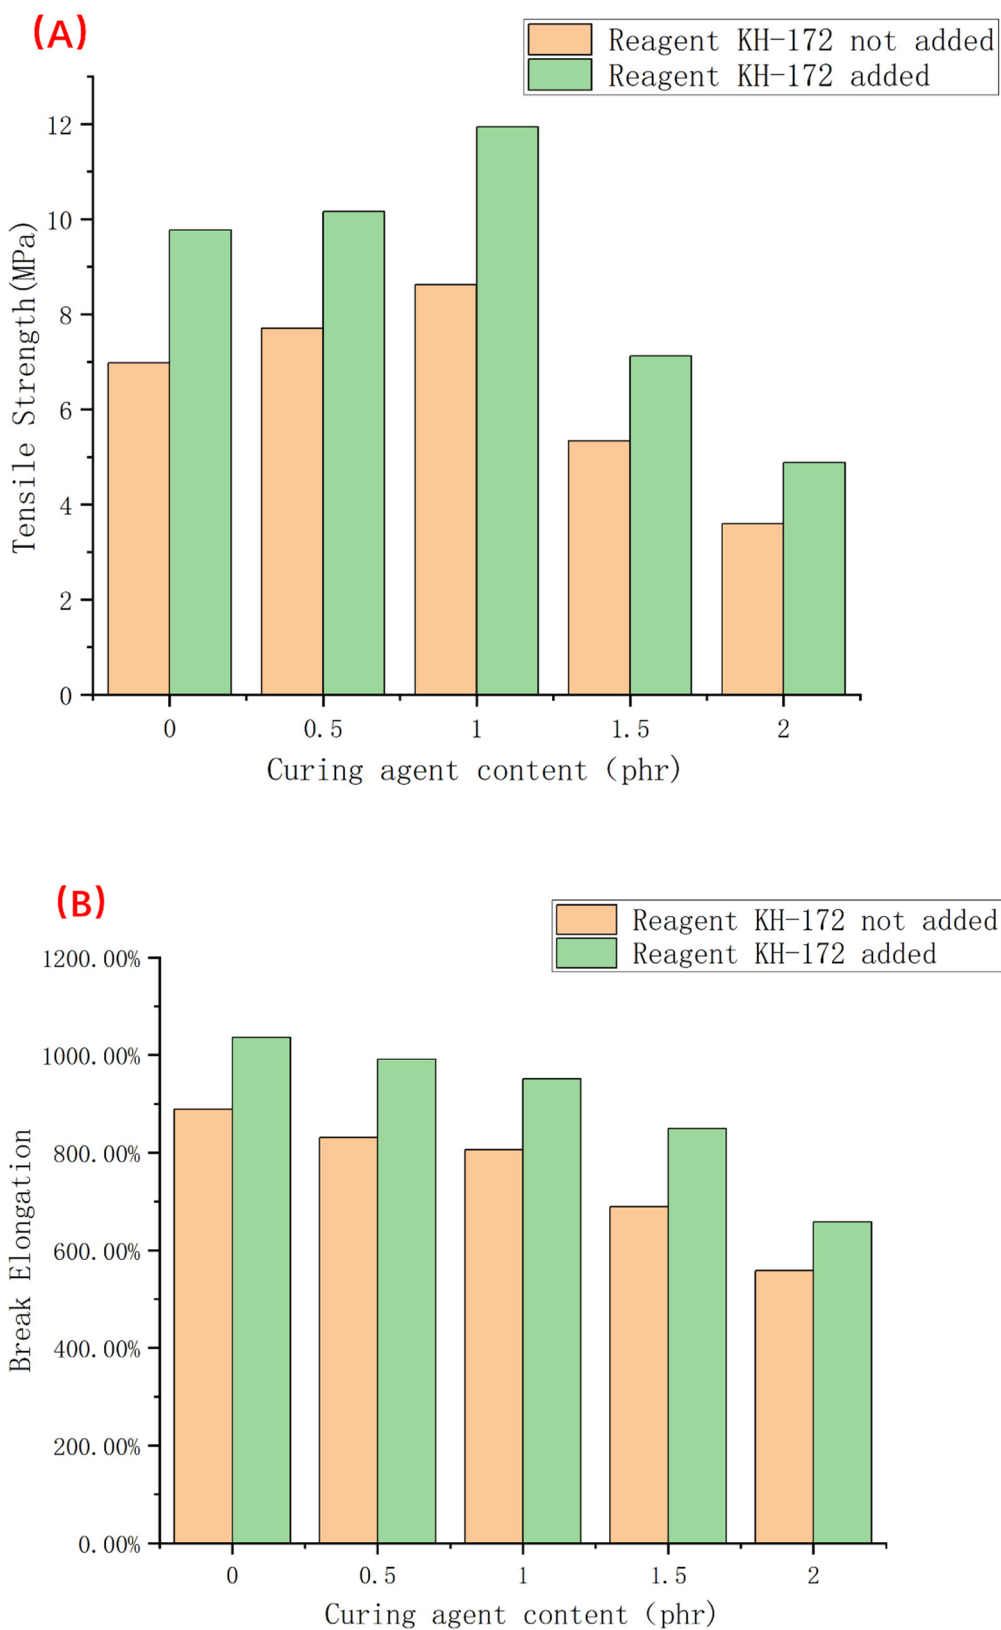 (A)
Reagent KH-172 not added
Reagent KH-172 added
12
10
8
6
4
2
0
Tensile Strength(MPa)
0 0.5 1 1.5 2
Curing agent content (phr)
(B)
Reagent KH-172 not added
Reagent KH-172 added
1200.00%
1000.00%
800.00%
600.00%
400.00%
200.00%
0.00%
Break Elongation
0 0.5 1 1.5 2
Curing agent content (phr)